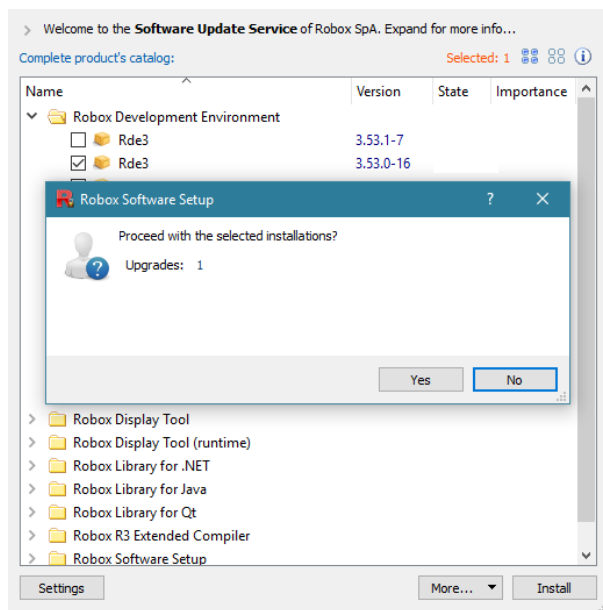 Welcome to the Software Update Service of Robox SpA. Expand for more info...
Complete product's catalog:
Selected: 1
Name Version State Importance
Robox Development Environment
Rde3 3.53.1-7
Rde3 3.53.0-16
Robox Software Setup ? X
Proceed with the selected installations?
Upgrades: 1
Yes No
Robox Display Tool
Robox Display Tool (runtime)
Robox Library for .NET
Robox Library for Java
Robox Library for Qt
Robox R3 Extended Compiler
Robox Software Setup
Settings More... Install